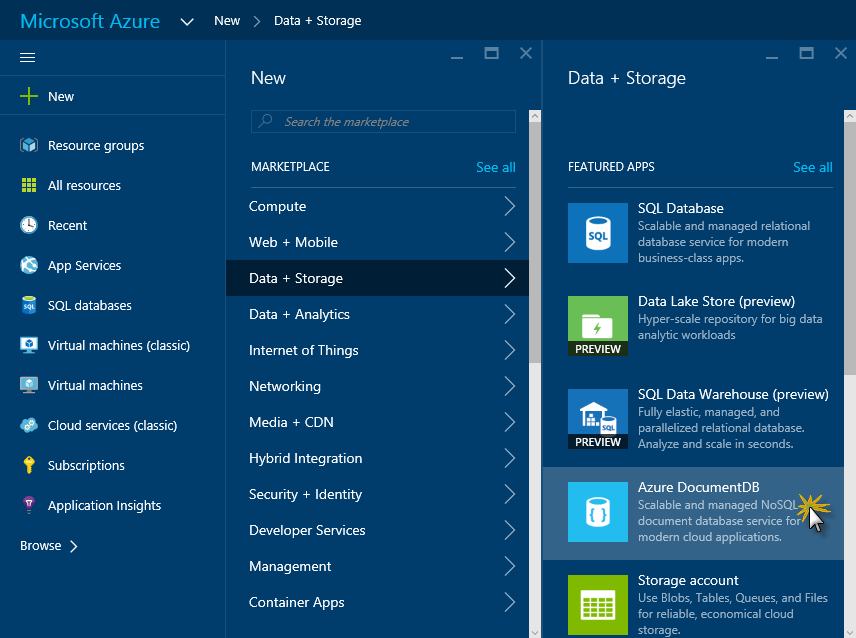 Microsoft Azure New Data + Storage
New
Resource groups
All resources
Recent
App Services
SQL databases
SQL
Virtual machines (classic)
Virtual machines
Cloud services (classic)
Subscriptions
Application Insights
Browse
New
Search the marketplace
MARKETPLACE See all
Compute
Web + Mobile
Data + Storage
Data + Analytics
Internet of Things
Networking
Media + CDN
Hybrid Integration
Security + Identity
Developer Services
Management
Container Apps
Data + Storage
FEATURED APPS See all
SQL
SQL Database
Scalable and managed relational
database service for modern
business-class apps.
PREVIEW
Data Lake Store (preview)
Hyper-scale repository for big data
analytic workloads
SQL
PREVIEW
SQL Data Warehouse (preview)
Fully elastic, managed, and
parallelized relational database.
Analyze and scale in seconds.
{ }
Azure DocumentDB
Scalable and managed NoSQL
document database service for
modern cloud applications.
Storage account
Use Blobs, Tables, Queues, and Files
for reliable, economical cloud
storage.